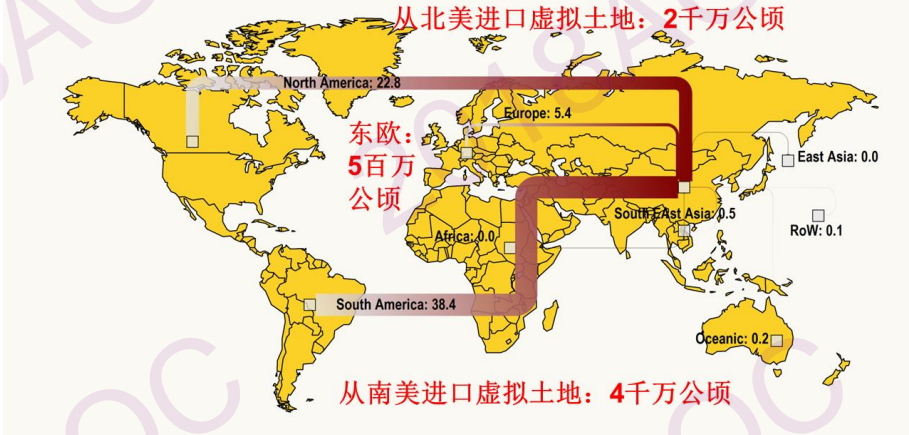 从北美进口虚拟土地：2千万公顷
North America: 22.8
Europe: 5.4
东欧：
5百万
公顷
East Asia: 0.0
South EAst Asia: 0.5
RoW: 0.1
Africa: 0.0
South America: 38.4
Oceanic: 0.2
从南美进口虚拟土地：4千万公顷
2018AOC